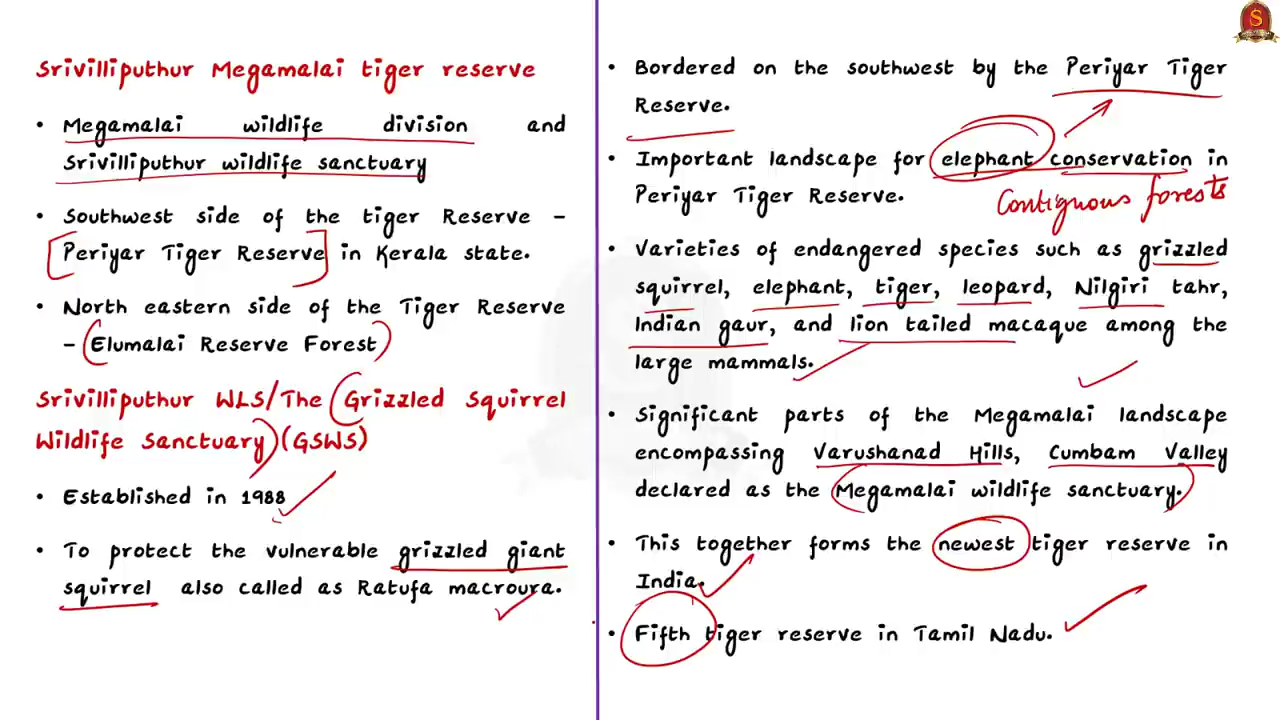 Srivilliputhur Megamalai tiger reserve
• Megamalai wildlife division and
Srivilliputhur wildlife sanctuary
• Southwest side of the tiger Reserve –
Periyar Tiger Reserve in Kerala state.
• North eastern side of the Tiger Reserve
– Elumalai Reserve Forest
Srivilliputhur WLS/The Grizzled Squirrel
Wildlife Sanctuary (GSWS)
• Established in 1988
• To protect the vulnerable grizzled giant
squirrel also called as Ratufa macroura.
• Bordered on the southwest by the Periyar Tiger
Reserve.
• Important landscape for elephant conservation in
Periyar Tiger Reserve.
Contiguous forests
• Varieties of endangered species such as grizzled
squirrel, elephant, tiger, leopard, Nilgiri tahr,
Indian gaur, and lion tailed macaque among the
large mammals.
• Significant parts of the Megamalai landscape
encompassing Varushanad Hills, Cumbam Valley
declared as the Megamalai wildlife sanctuary.
• This together forms the newest tiger reserve in
India.
• Fifth tiger reserve in Tamil Nadu.